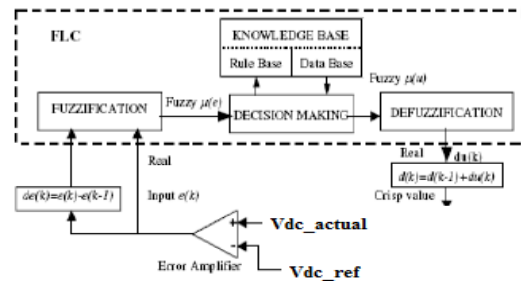 FLC
KNOWLEDGE BASE
Rule Base
Data Base
Fuzzy μ(u)
FUZZIFICATION
Fuzzy μ(e)
DECISION MAKING
DEFUZZIFICATION
Real
Real
du(k)
de(k)=e(k)-e(k-1)
Input e(k)
d(k)=d(k-1)+du(k)
Crisp value
+
Vdc_actual
-
Error Amplifier
Vdc_ref